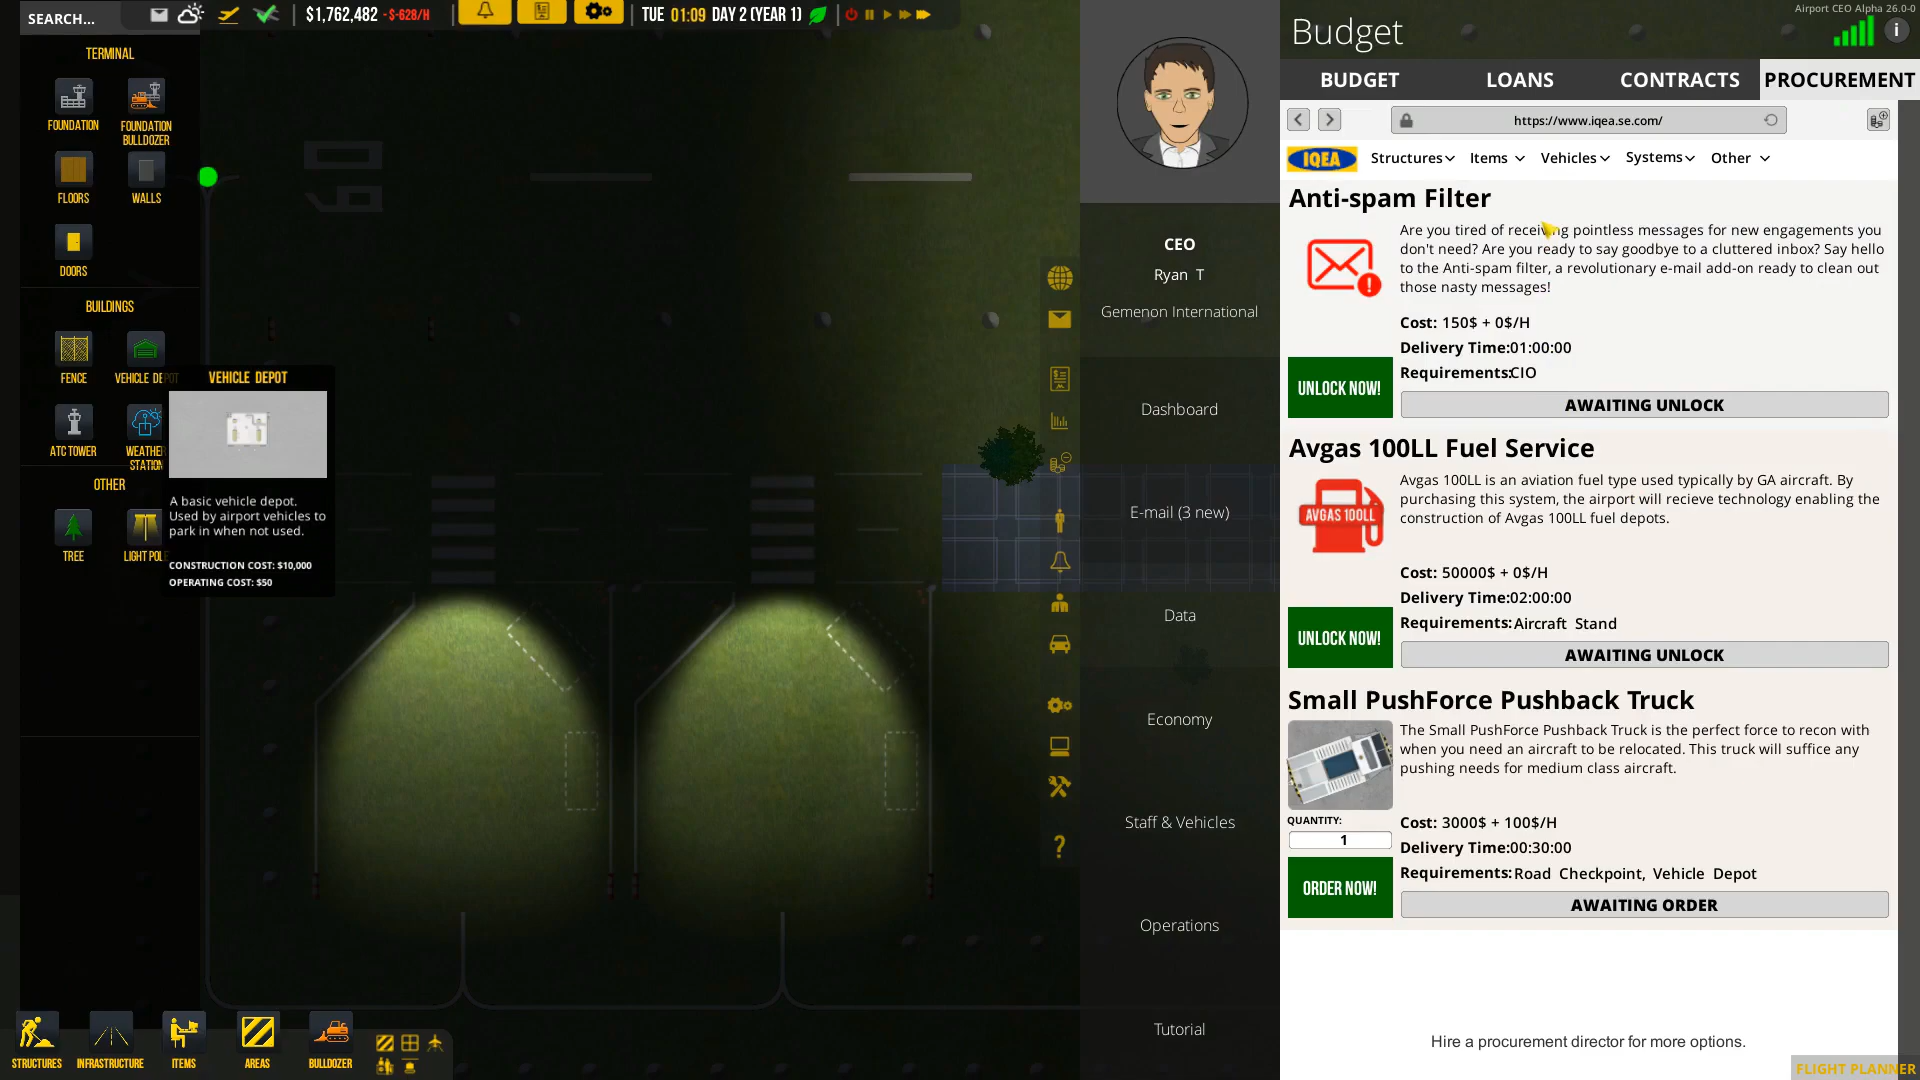 SEARCH...
$1,762,482 -$-628/H
TUE 01:09 DAY 2 (YEAR 1)
Airport CEO Alpha 26.0-0
TERMINAL
FOUNDATION
FOUNDATION
BULLDOZER
FLOORS
WALLS
DOORS
BUILDINGS
FENCE
ATC TOWER
OTHER
TREE
VEHICLE DEPOT
A basic vehicle depot.
Used by airport vehicles to
park in when not used.
CONSTRUCTION COST: $10,000
OPERATING COST: $50
STRUCTURES
INFRASTRUCTURE
ITEMS
AREAS
BULLDOZER
CEO
Ryan T
Gemenon International
Dashboard
E-mail (3 new)
Data
Economy
Staff & Vehicles
Operations
Tutorial
Budget
BUDGET
LOANS
CONTRACTS
PROCUREMENT
https://www.iqea.se.com/
IQEA
Structures
Items
Vehicles
Systems
Other
Anti-spam Filter
Are you tired of receiving pointless messages for new engagements you
don't need? Are you ready to say goodbye to a cluttered inbox? Say hello
to the Anti-spam filter, a revolutionary e-mail add-on ready to clean out
those nasty messages!
Cost: 150$ + 0$/H
Delivery Time:01:00:00
Requirements:CIO
UNLOCK NOW!
AWAITING UNLOCK
Avgas 100LL Fuel Service
AVGAS 100LL
Avgas 100LL is an aviation fuel type used typically by GA aircraft. By
purchasing this system, the airport will recieve technology enabling the
construction of Avgas 100LL fuel depots.
Cost: 50000$ + 0$/H
Delivery Time:02:00:00
Requirements: Aircraft Stand
UNLOCK NOW!
AWAITING UNLOCK
Small PushForce Pushback Truck
The Small PushForce Pushback Truck is the perfect force to recon with
when you need an aircraft to be relocated. This truck will suffice any
pushing needs for medium class aircraft.
QUANTITY:
1
Cost: 3000$ + 100$/H
Delivery Time:00:30:00
Requirements: Road Checkpoint, Vehicle Depot
ORDER NOW!
AWAITING ORDER
Hire a procurement director for more options.
FLIGHT PLANNER